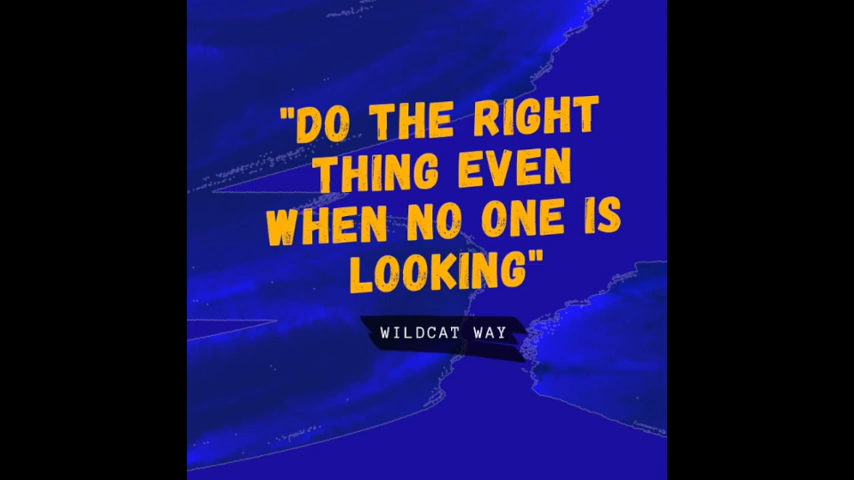 "DO THE RIGHT
THING EVEN
WHEN NO ONE IS
LOOKING"
WILDCAT WAY